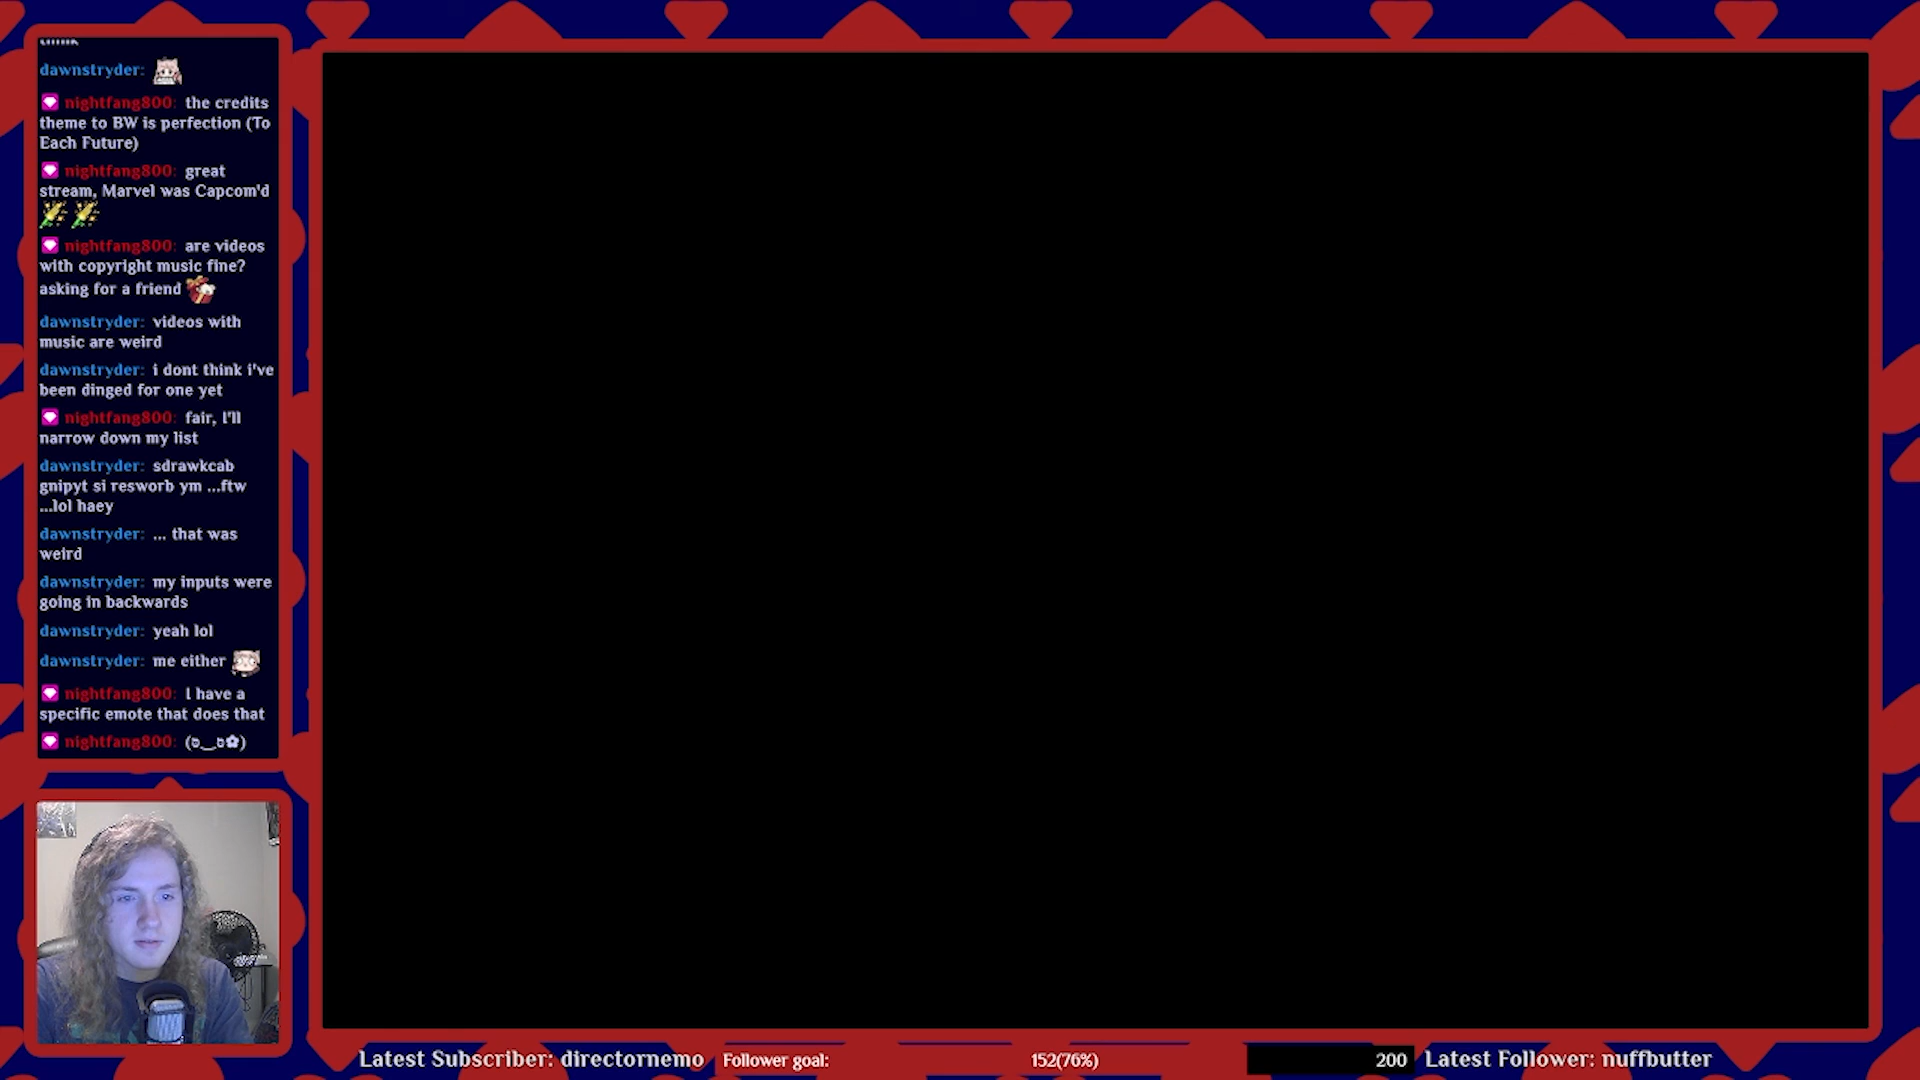 dawnstryder:
nightfang800: the credits
theme to BW is perfection (To
Each Future)
nightfang800: great
stream, Marvel was Capcom'd
nightfang800: are videos
with copyright music fine?
asking for a friend
dawnstryder: videos with
music are weird
dawnstryder: i dont think i've
been dinged for one yet
nightfang800: fair, I'll
narrow down my list
dawnstryder: sdrawkcab
gnipyt si resworb ym ...ftw
...lol haey
dawnstryder: ... that was
weird
dawnstryder: my inputs were
going in backwards
dawnstryder: yeah lol
dawnstryder: me either
nightfang800: I have a
specific emote that does that
nightfang800: (ʚ‿ʚ✿)
Latest Subscriber: directornemo
Follower goal:
152(76%)
200
Latest Follower: nuffbutter